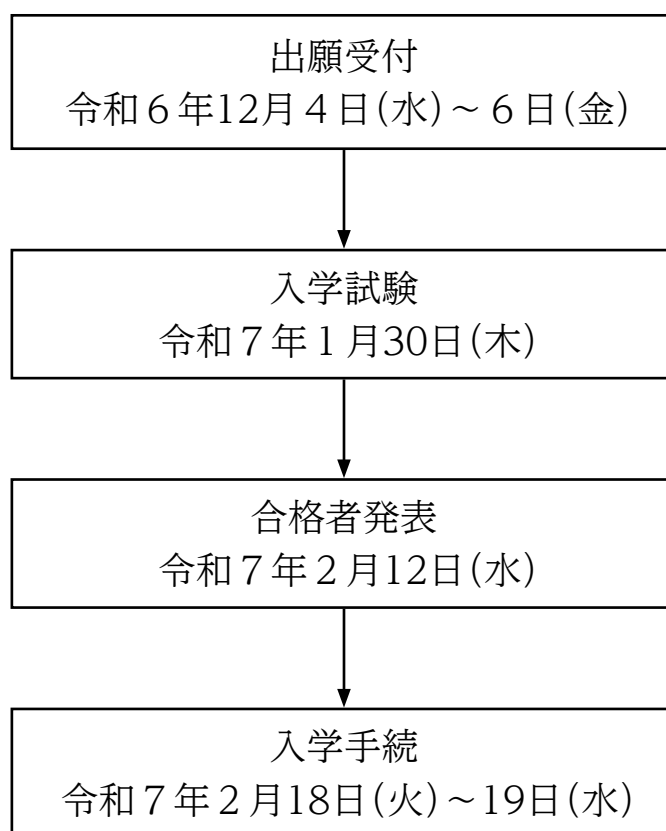 出願受付
令和６年12月４日(水)～６日(金)
入学試験
令和７年１月30日(木)
合格者発表
令和７年２月12日(水)
入学手続
令和７年２月18日(火)～19日(水)